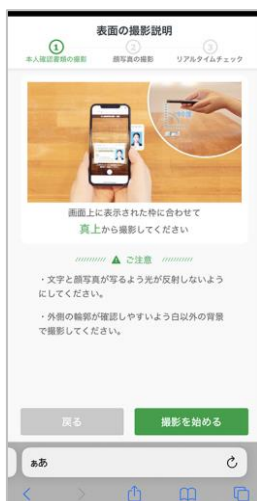 表面の撮影説明
1
2
3
本人確認書類の撮影
顔写真の撮影
リアルタイムチェック
画面上に表示された枠に合わせて
真上から撮影してください
ご注意
・文字と顔写真が写るよう光が反射しないよう
にしてください。
・外側の輪郭が確認しやすいよう白以外の背景
で撮影してください。
戻る
撮影を始める
ぁあ